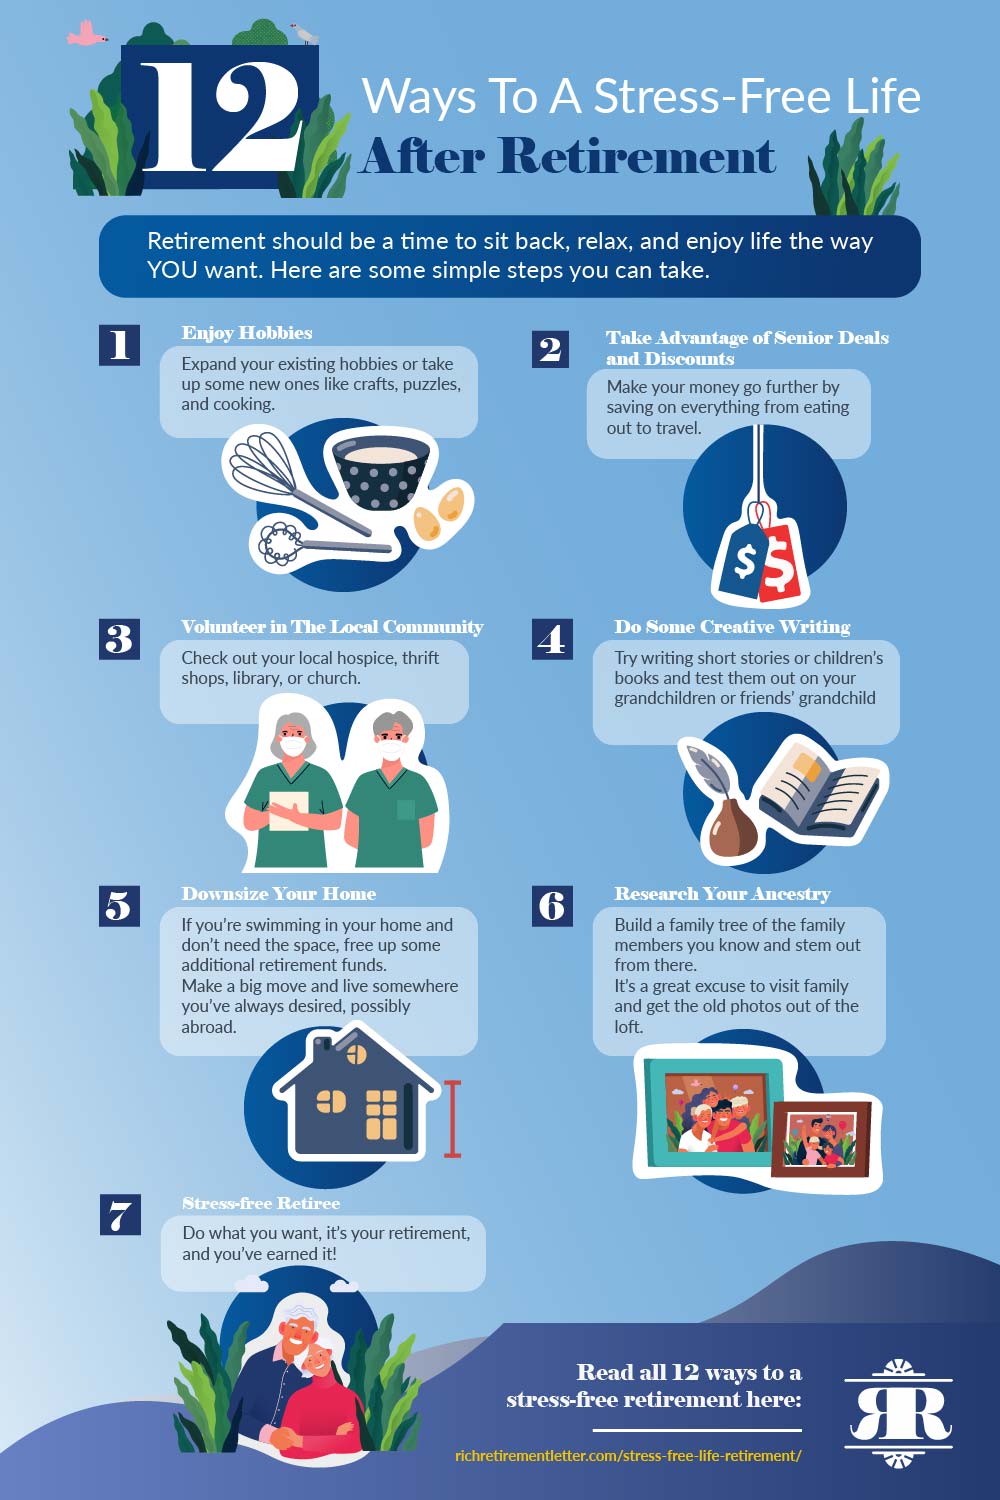 12
Ways To A Stress-Free Life
After Retirement
Retirement should be a time to sit back, relax, and enjoy life the way
YOU want. Here are some simple steps you can take.
1
Enjoy Hobbies
Expand your existing hobbies or take
up some new ones like crafts, puzzles,
and cooking.
2
Take Advantage of Senior Deals
and Discounts
Make your money go further by
saving on everything from eating
out to travel.
$
$
3
Volunteer in The Local Community
Check out your local hospice, thrift
shops, library, or church.
4
Do Some Creative Writing
Try writing short stories or children's
books and test them out on your
grandchildren or friends' grandchild
5
Downsize Your Home
If you're swimming in your home and
don't need the space, free up some
additional retirement funds.
Make a big move and live somewhere
you've always desired, possibly
abroad.
6
Research Your Ancestry
Build a family tree of the family
members you know and stem out
from there.
It's a great excuse to visit family
and get the old photos out of the
loft.
7
Stress-free Retiree
Do what you want, it's your retirement,
and you've earned it!
Read all 12 ways to a
stress-free retirement here:
richretirementletter.com/stress-free-life-retirement/
RR